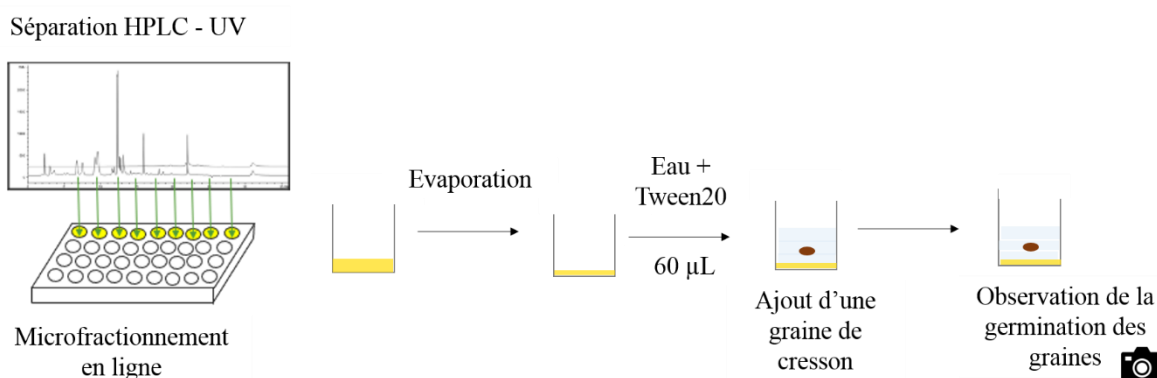 Séparation HPLC - UV
Microfractionnement
en ligne
Evaporation
Eau +
Tween20
60 µL
Ajout d’une
graine de
cresson
Observation de la
germination des
graines